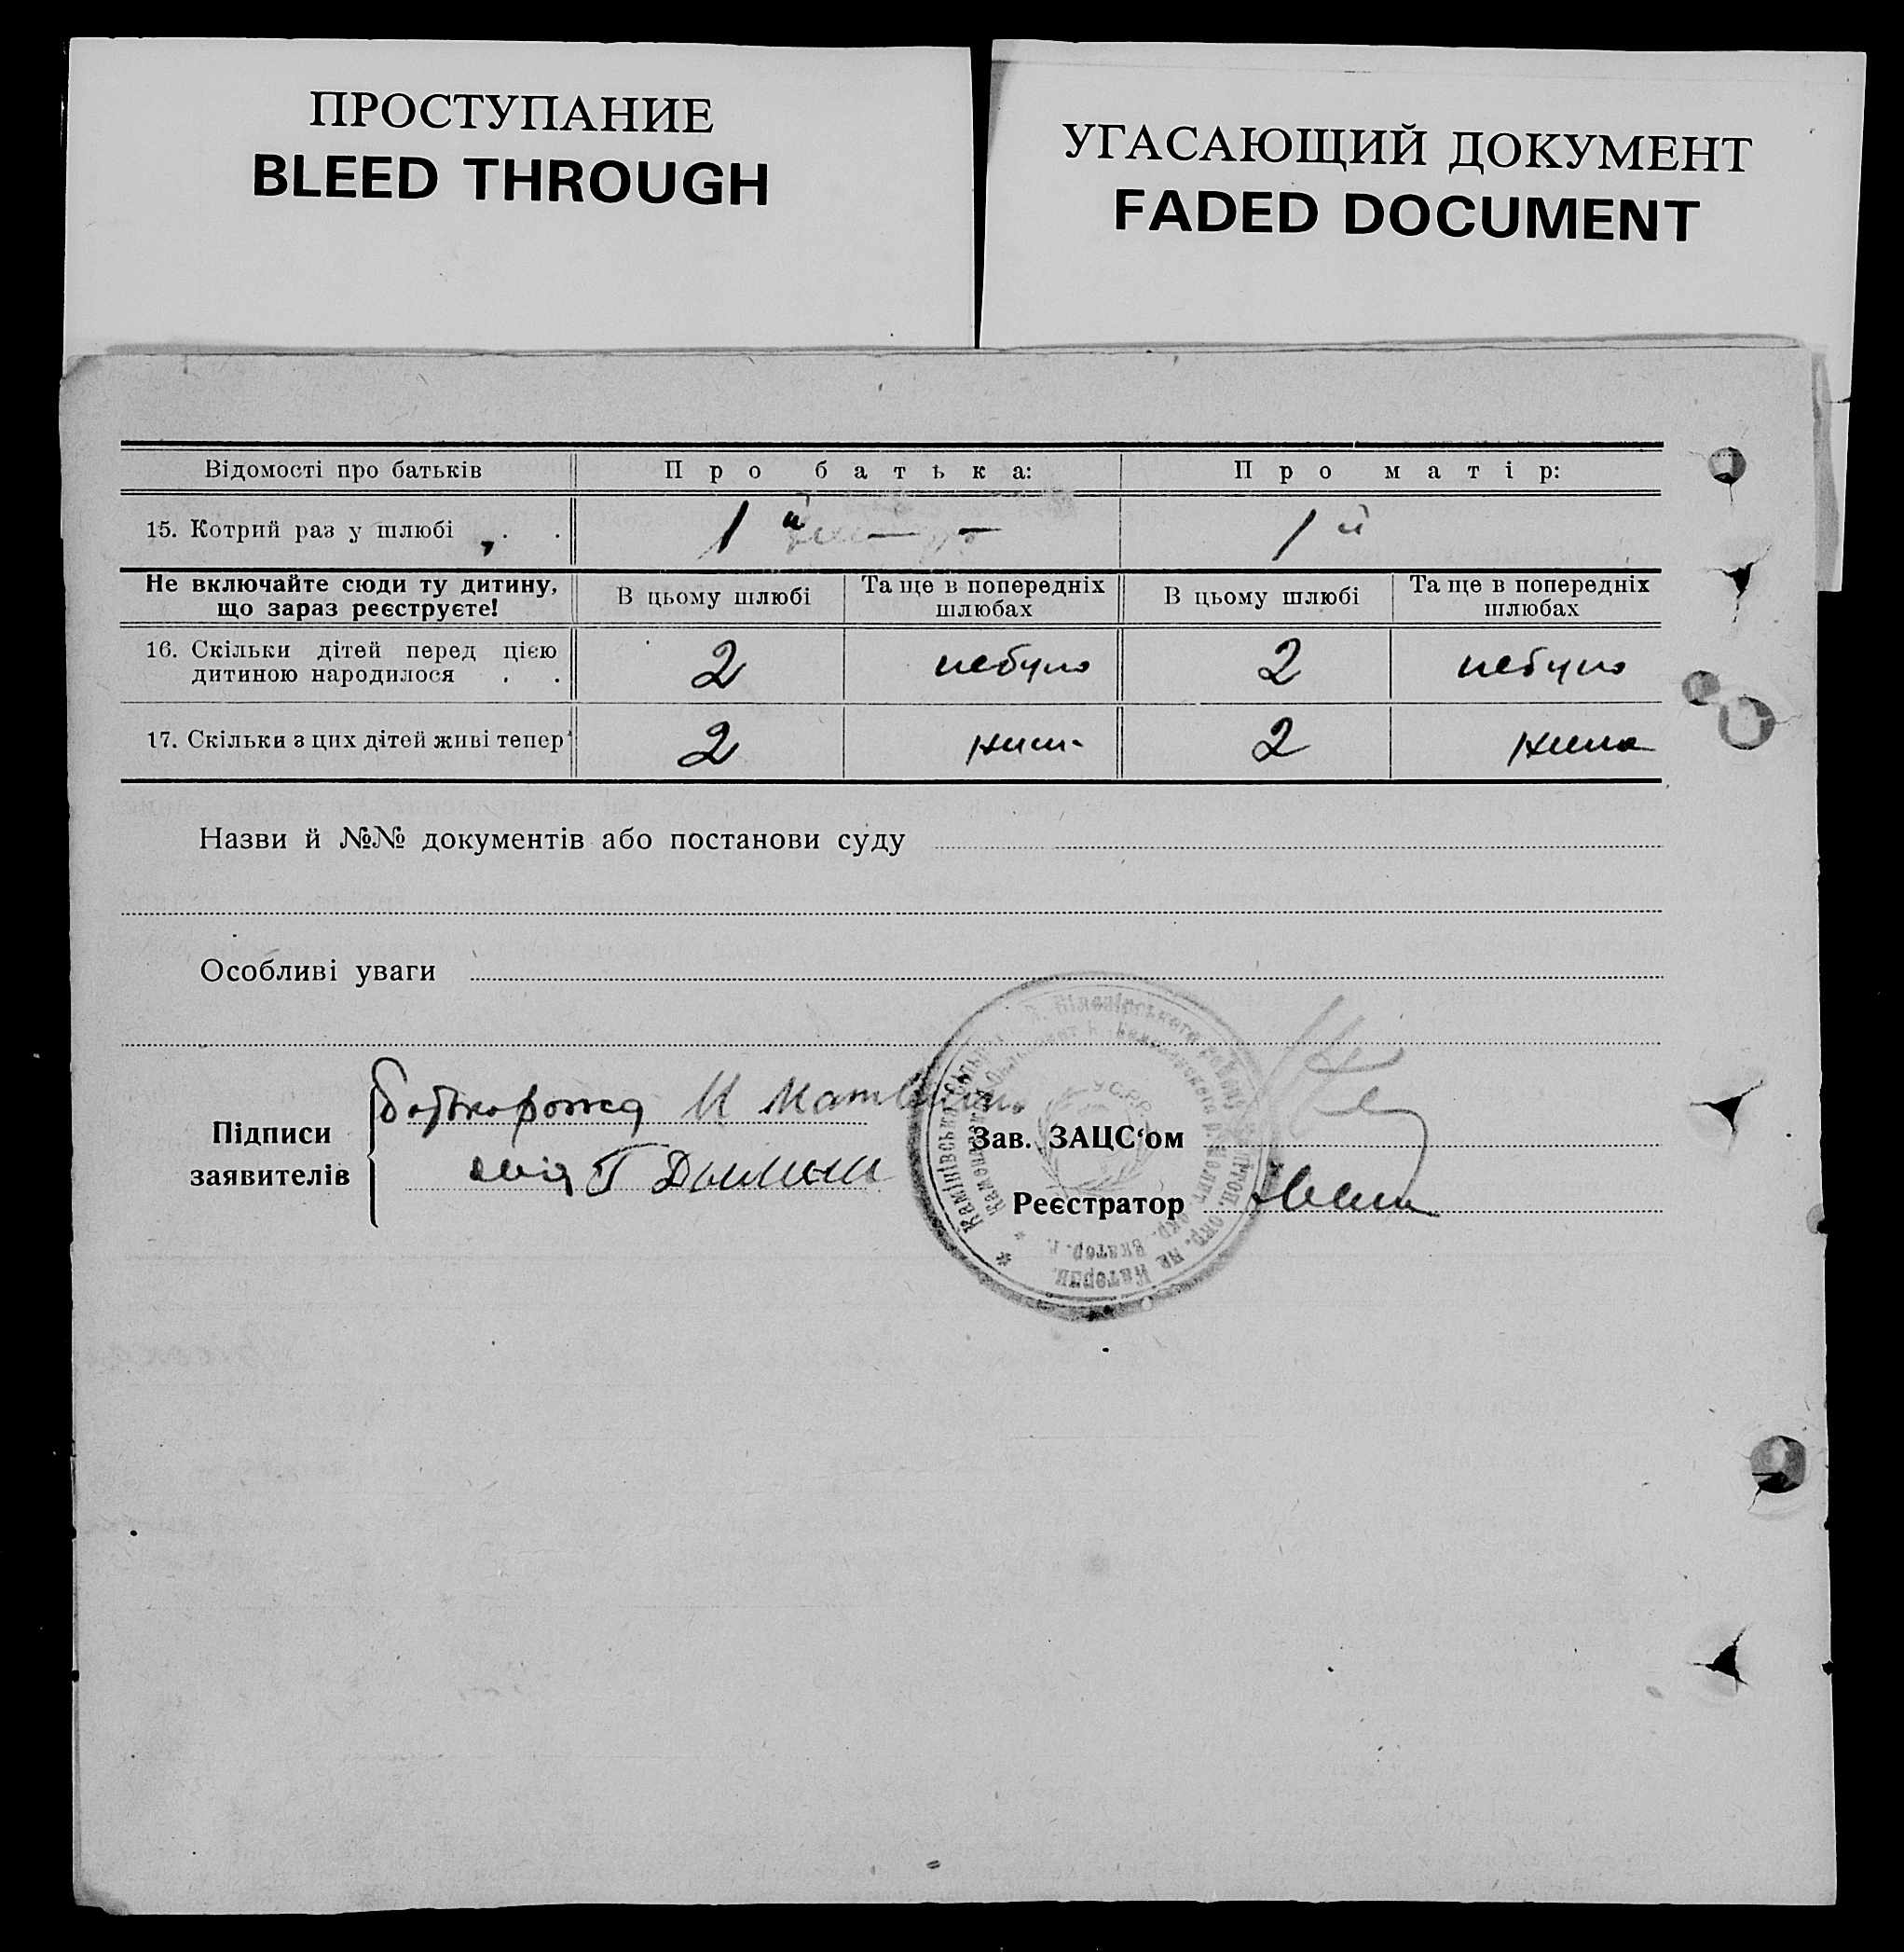 ПРОСТУПАНИЕ
BLEED THROUGH
УГАСАЮЩИЙ ДОКУМЕНТ
FADED DOCUMENT
Відомості про батьків Про батька: Про матір:
15. Котрий раз у шлюбі . . 1й 1й
Не включайте сюди ту дитину, що зараз реєструєте! В цьому шлюбі Та ще в попередніх шлюбах В цьому шлюбі Та ще в попередніх шлюбах
16. Скільки дітей перед цією дитиною народилося . . 2 небуло 2 небуло
17. Скільки з цих дітей живі тепер 2 2
Назви й №№ документів або постанови суду
Особливі уваги
Підписи заявителів
Зав. ЗАЦС‘ом
Реєстратор
У.С.Р.Р.